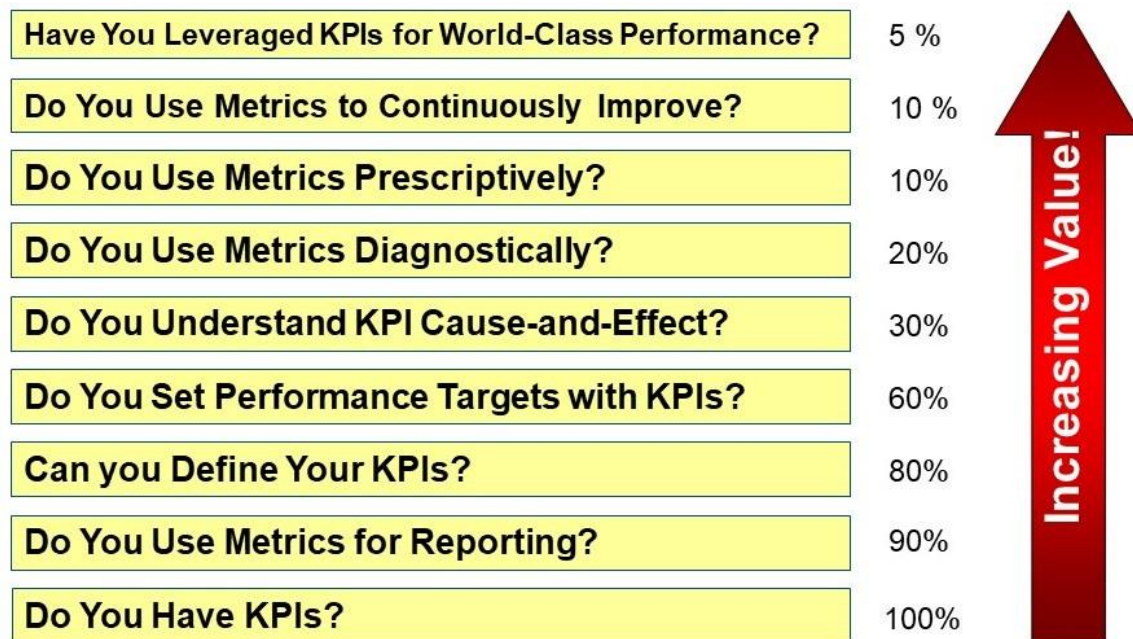 Have You Leveraged KPIs for World-Class Performance? 5 %
Do You Use Metrics to Continuously Improve? 10 %
Do You Use Metrics Prescriptively? 10%
Do You Use Metrics Diagnostically? 20%
Do You Understand KPI Cause-and-Effect? 30%
Do You Set Performance Targets with KPIs? 60%
Can you Define Your KPIs? 80%
Do You Use Metrics for Reporting? 90%
Do You Have KPIs? 100%
Increasing Value!